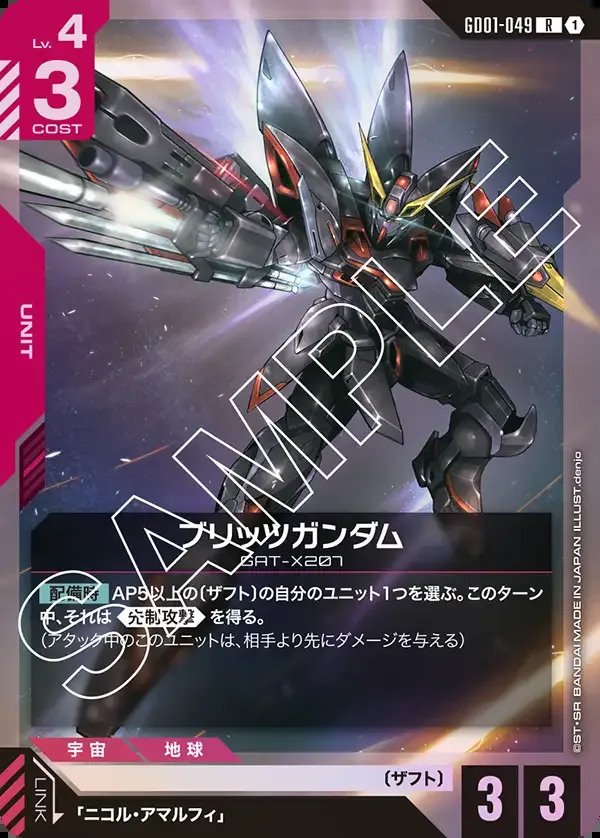 Lv. 4
GD01-049 R 1
3
COST
UNIT
SAMPLE
ブリッツガンダム
GAT-X207
配備時 AP5以上の〔ザフト〕の自分のユニット1つを選ぶ。このターン
中、それは 先制攻撃 を得る。
(アタック中のこのユニットは、相手より先にダメージを与える)
©ST・SR BANDAI MADE IN JAPAN ILLUST.denjo
宇宙 地球
〔ザフト〕
LINK
「ニコル・アマルフィ」
3 3